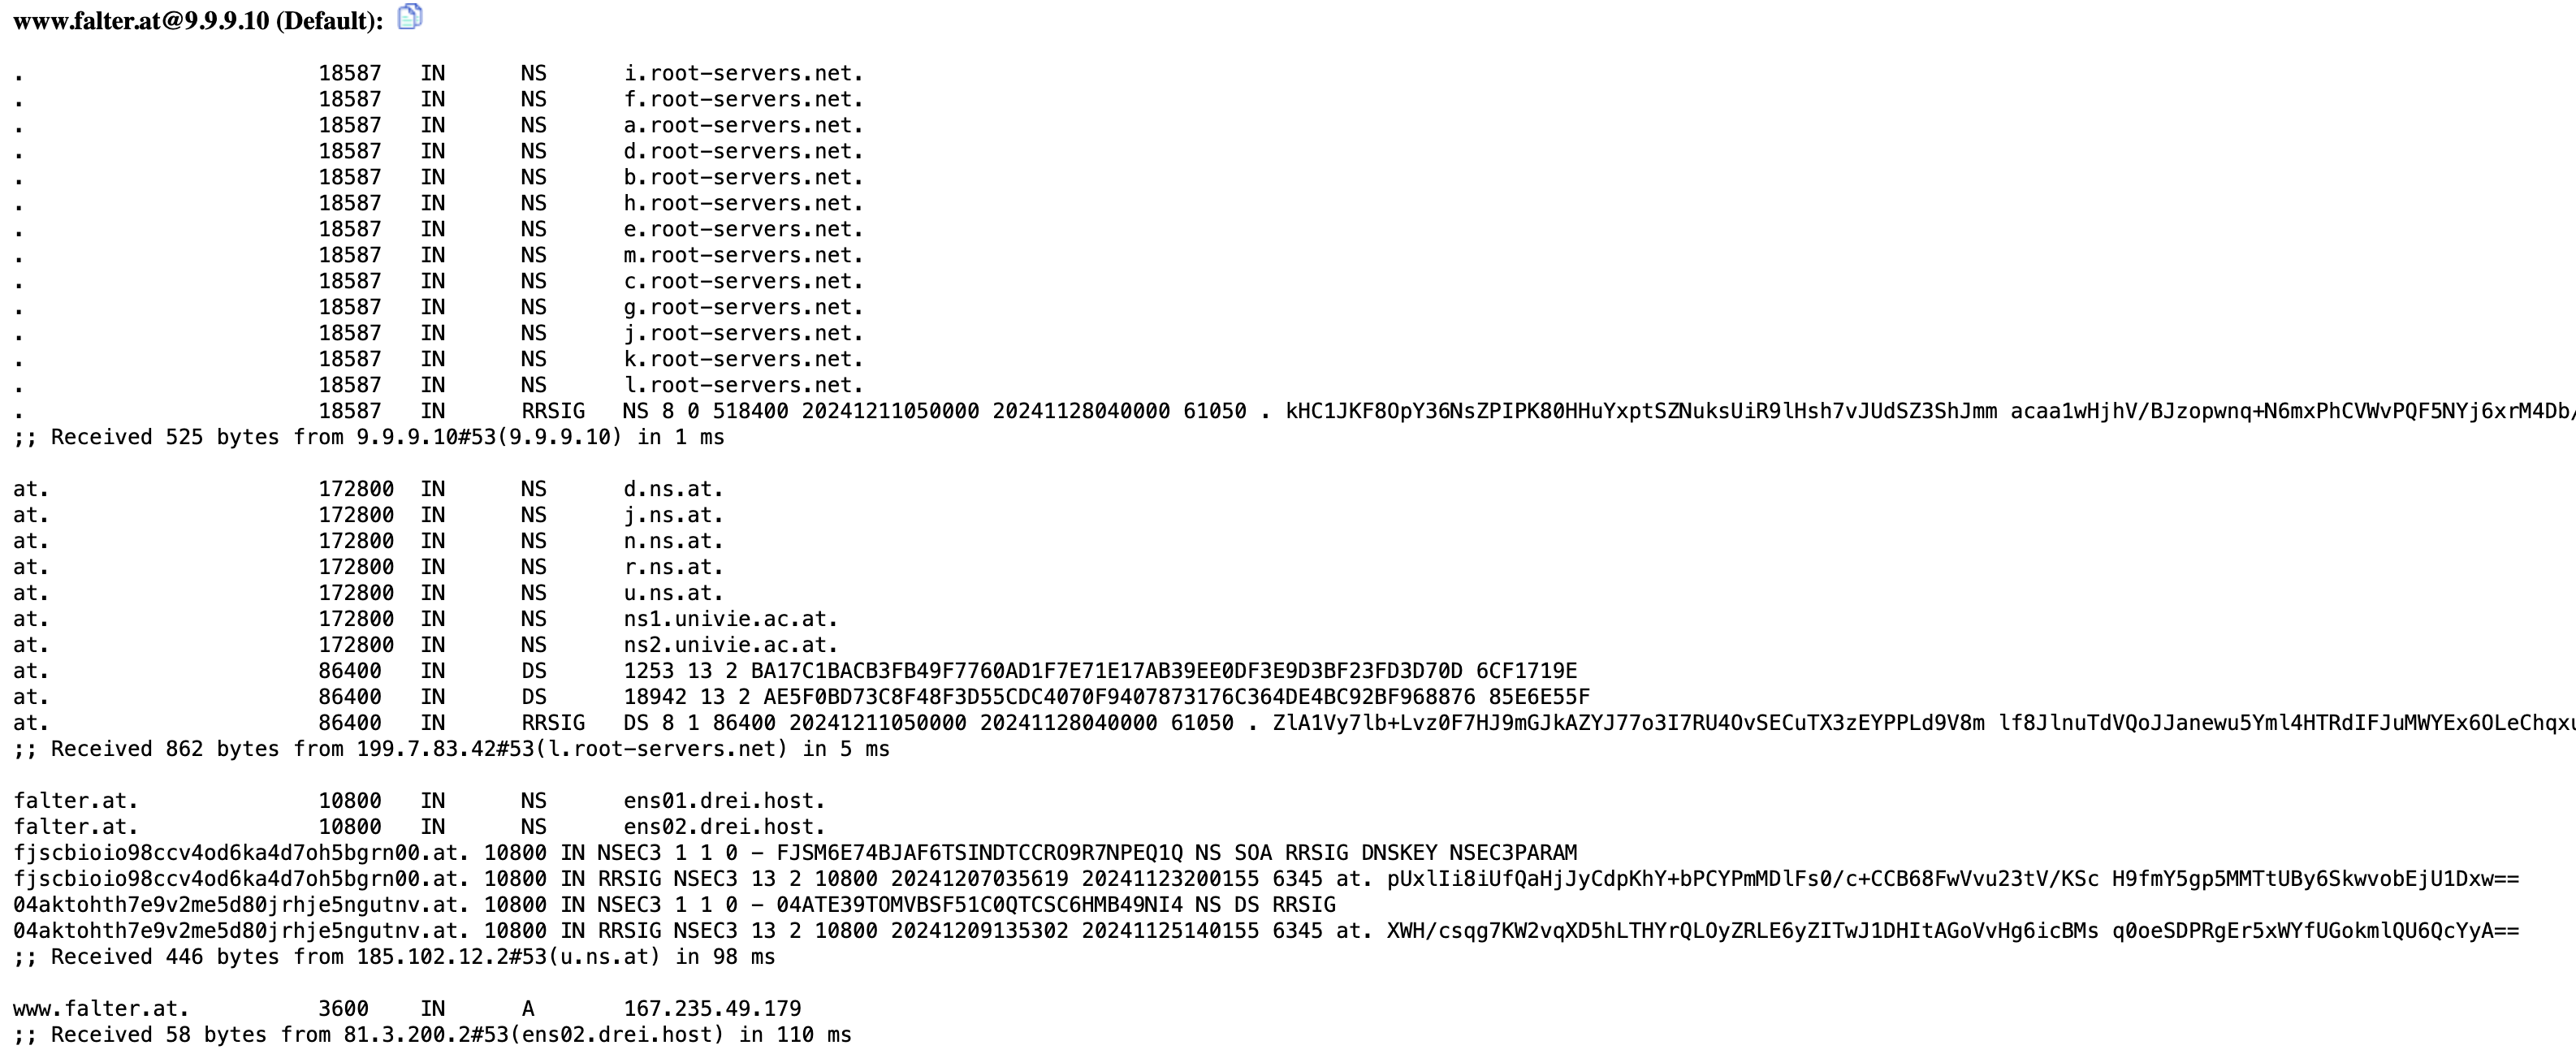 www.falter.at@9.9.9.10 (Default):
. 18587 IN NS i.root-servers.net.
. 18587 IN NS f.root-servers.net.
. 18587 IN NS a.root-servers.net.
. 18587 IN NS d.root-servers.net.
. 18587 IN NS b.root-servers.net.
. 18587 IN NS h.root-servers.net.
. 18587 IN NS e.root-servers.net.
. 18587 IN NS m.root-servers.net.
. 18587 IN NS c.root-servers.net.
. 18587 IN NS g.root-servers.net.
. 18587 IN NS j.root-servers.net.
. 18587 IN NS k.root-servers.net.
. 18587 IN NS l.root-servers.net.
. 18587 IN RRSIG NS 8 0 518400 20241211050000 20241128040000 61050 . kHC1JKF8OpY36NsZPIPK80HHuYxptSZNuksUiR9lHsh7vJUdSZ3ShJmm acaa1wHjhV/BJzopwnq+N6mxPhCVWvPQF5NYj6xrM4Db/
;; Received 525 bytes from 9.9.9.10#53(9.9.9.10) in 1 ms
at. 172800 IN NS d.ns.at.
at. 172800 IN NS j.ns.at.
at. 172800 IN NS n.ns.at.
at. 172800 IN NS r.ns.at.
at. 172800 IN NS u.ns.at.
at. 172800 IN NS ns1.univie.ac.at.
at. 172800 IN NS ns2.univie.ac.at.
at. 86400 IN DS 1253 13 2 BA17C1BACB3FB49F7760AD1F7E71E17AB39EE0DF3E9D3BF23FD3D70D 6CF1719E
at. 86400 IN DS 18942 13 2 AE5F0BD73C8F48F3D55CDC4070F9407873176C364DE4BC92BF968876 85E6E55F
at. 86400 IN RRSIG DS 8 1 86400 20241211050000 20241128040000 61050 . ZlA1Vy7lb+Lvz0F7HJ9mGJkAZYJ77o3I7RU4OvSECuTX3zEYPPLd9V8m lf8JlnuTdVQoJJanewu5Yml4HTRdIFJuMWYEx6OLeChqxu
;; Received 862 bytes from 199.7.83.42#53(l.root-servers.net) in 5 ms
falter.at. 10800 IN NS ens01.drei.host.
falter.at. 10800 IN NS ens02.drei.host.
fjscbioio98ccv4od6ka4d7oh5bgrn00.at. 10800 IN NSEC3 1 1 0 - FJSM6E74BJAF6TSINDTCCRO9R7NPEQ1Q NS SOA RRSIG DNSKEY NSEC3PARAM
fjscbioio98ccv4od6ka4d7oh5bgrn00.at. 10800 IN RRSIG NSEC3 13 2 10800 20241207035619 20241123200155 6345 at. pUxlIi8iUfQaHjJyCdpKhY+bPCYPmMDlFs0/c+CCB68FwVvu23tV/KSc H9fmY5gp5MMTtUBy6SkwvobEjU1Dxw==
04aktohth7e9v2me5d80jrhje5ngutnv.at. 10800 IN NSEC3 1 1 0 - 04ATE39TOMVBSF51C0QTCSC6HMB49NI4 NS DS RRSIG
04aktohth7e9v2me5d80jrhje5ngutnv.at. 10800 IN RRSIG NSEC3 13 2 10800 20241209135302 20241125140155 6345 at. XWH/csqg7KW2vqXD5hLTHYrQLOyZRLE6yZITwJ1DHItAGoVvHg6icBMs q0oeSDPRgEr5xWYfUGokmlQU6QcYyA==
;; Received 446 bytes from 185.102.12.2#53(u.ns.at) in 98 ms
www.falter.at. 3600 IN A 167.235.49.179
;; Received 58 bytes from 81.3.200.2#53(ens02.drei.host) in 110 ms